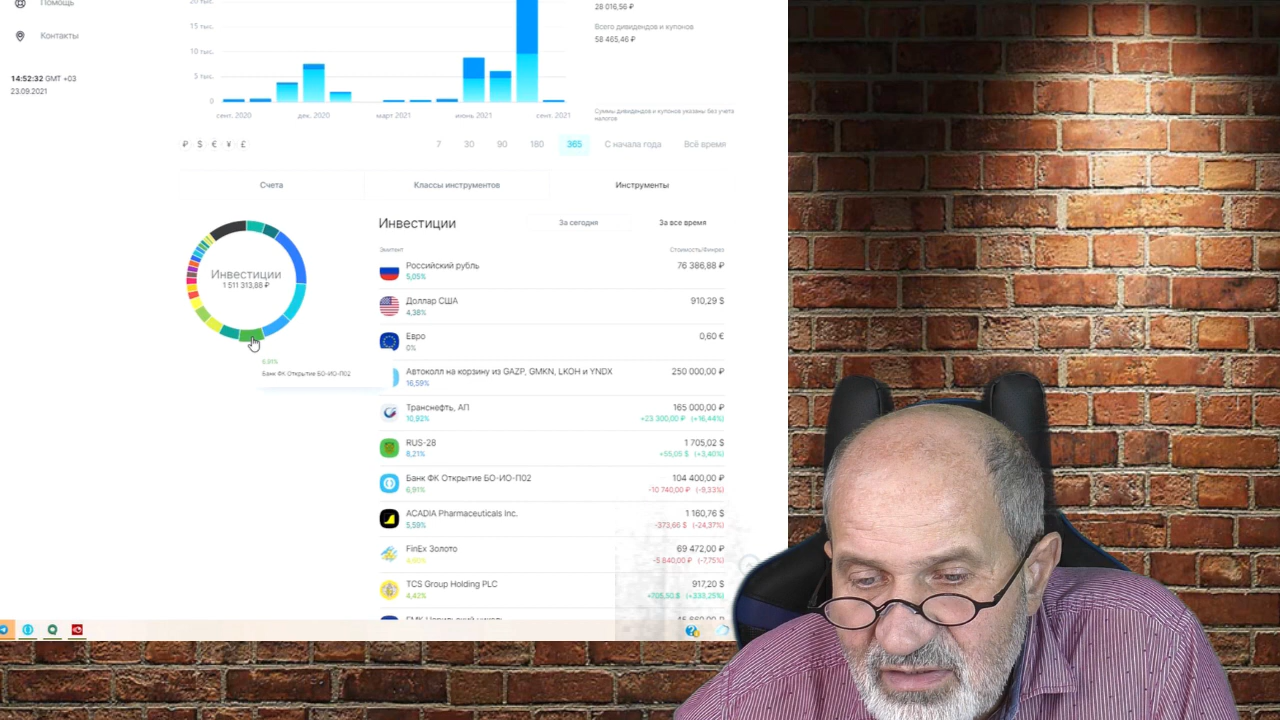 Помощь
Контакты
14:52:32 GMT +03
23.09.2021
20 тыс.
15 тыс.
10 тыс.
5 тыс.
0
сент. 2020
дек. 2020
март 2021
июнь 2021
сент. 2021
28 016,56 ₽
Всего дивидендов и купонов
58 465,46 ₽
Суммы дивидендов и купонов указаны без учёта
налогов
₽ $ € ¥ £
7 30 90 180 365 С начала года Всё время
Счета Классы инструментов Инструменты
Инвестиции
1 511 313,88 ₽
6,91%
Банк ФК Открытие БО-ИО-П02
Инвестиции За сегодня За все время
Эмитент Стоимость/Финрез
Российский рубль 76 386,88 ₽
5,05%
Доллар США 910,29 $
4,38%
Евро 0,60 €
0%
Автоколл на корзину из GAZP, GMKN, LKOH и YNDX 250 000,00 ₽
16,59%
Транснефть, АП 165 000,00 ₽
10,92% +23 300,00 ₽ (+16,44%)
RUS-28 1 705,02 $
8,21% +55,05 $ (+3,40%)
Банк ФК Открытие БО-ИО-П02 104 400,00 ₽
6,91% -10 740,00 ₽ (-9,33%)
ACADIA Pharmaceuticals Inc. 1 160,76 $
5,59% -373,66 $ (-24,37%)
FinEx Золото 69 472,00 ₽
-5 840,00 ₽ (-7,75%)
TCS Group Holding PLC 917,20 $
4,42% +705,50 $ (+333,25%)